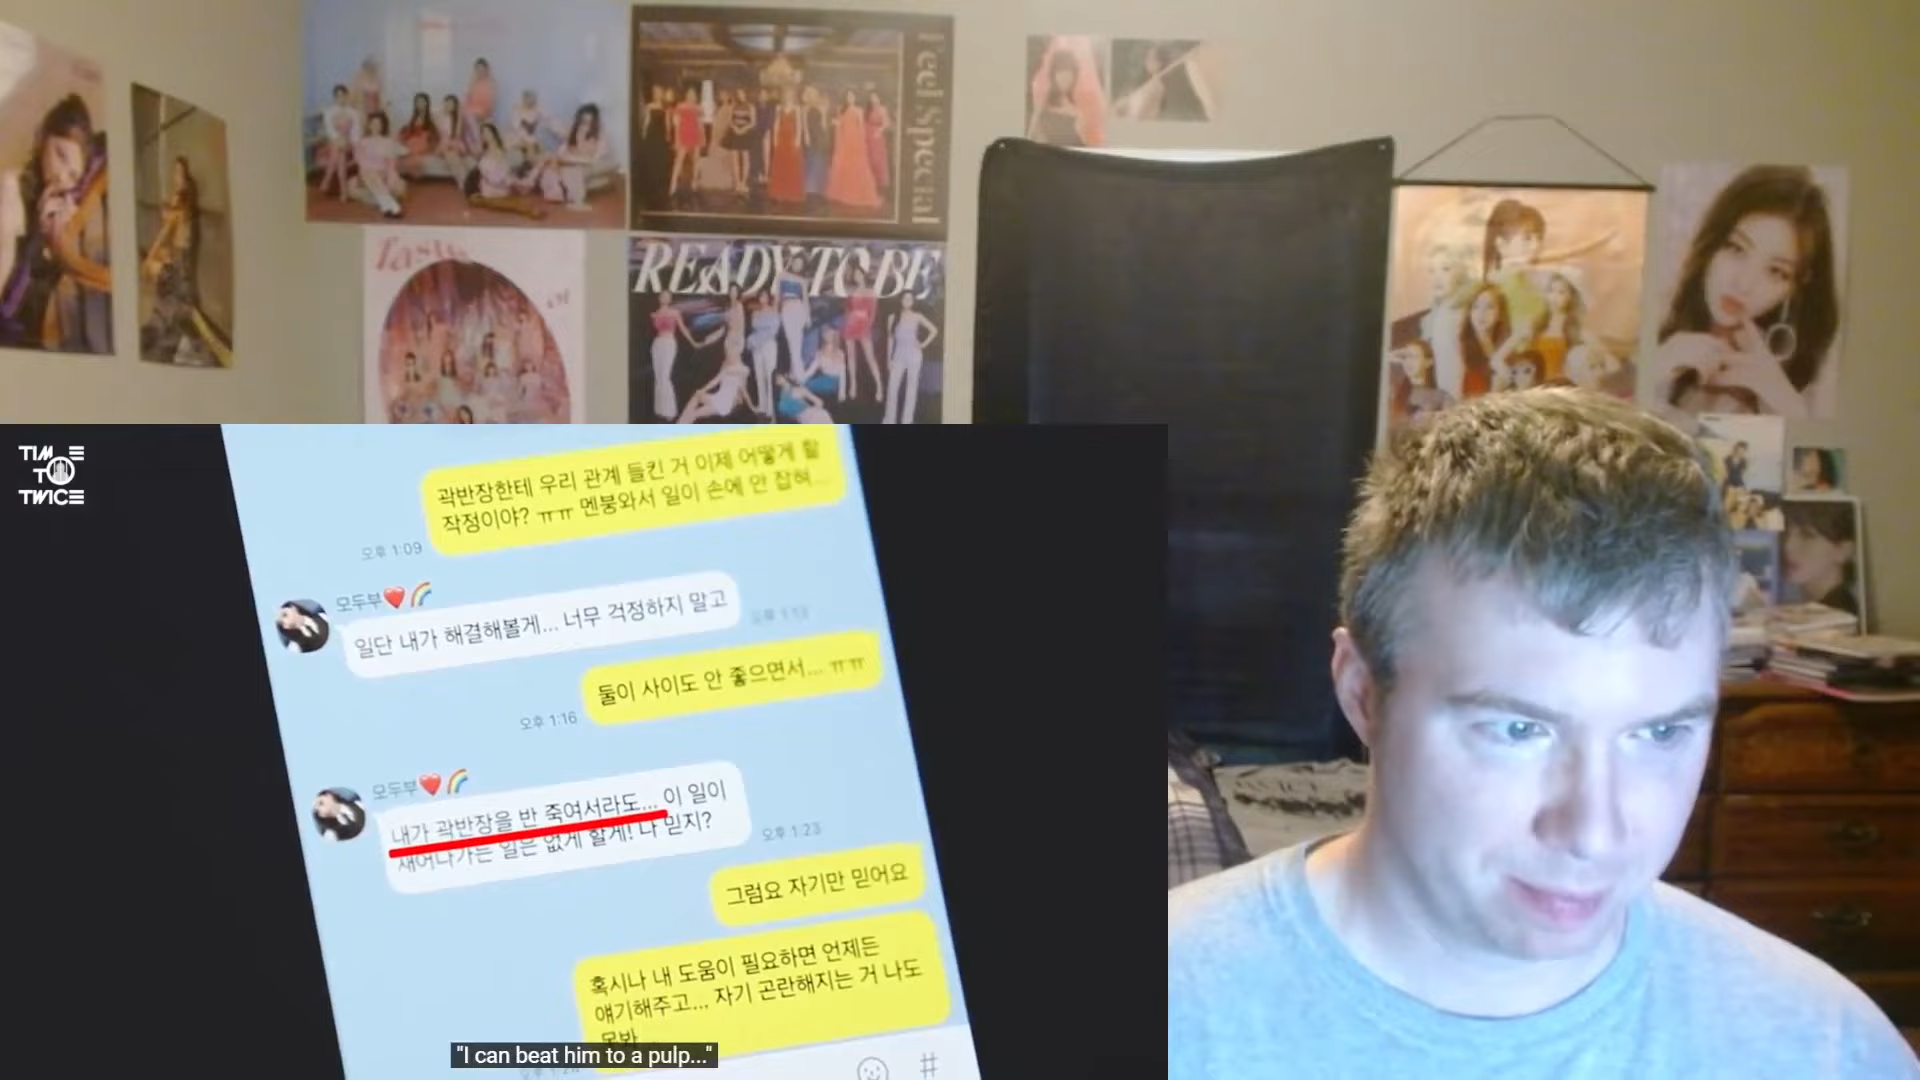 Feel Special
Taste
of
READY TO BE
TIME
TO
TWICE
곽반장한테 우리 관계 들킨 거 이제 어떻게 할
작정이야? ㅠㅠ 멘붕와서 일이 손에 안 잡혀...
오후 1:09
모두부❤️🌈
일단 내가 해결해볼게... 너무 걱정하지 말고
오후 1:13
둘이 사이도 안 좋으면서... ㅠㅠ
오후 1:16
모두부❤️🌈
내가 곽반장을 반 죽여서라도... 이 일이
새어나가는 일은 없게 할게! 나 믿지?
오후 1:23
그럼요 자기만 믿어요
혹시나 내 도움이 필요하면 언제든
얘기해주고... 자기 곤란해지는 거 나도
못봐
#
"I can beat him to a pulp..."